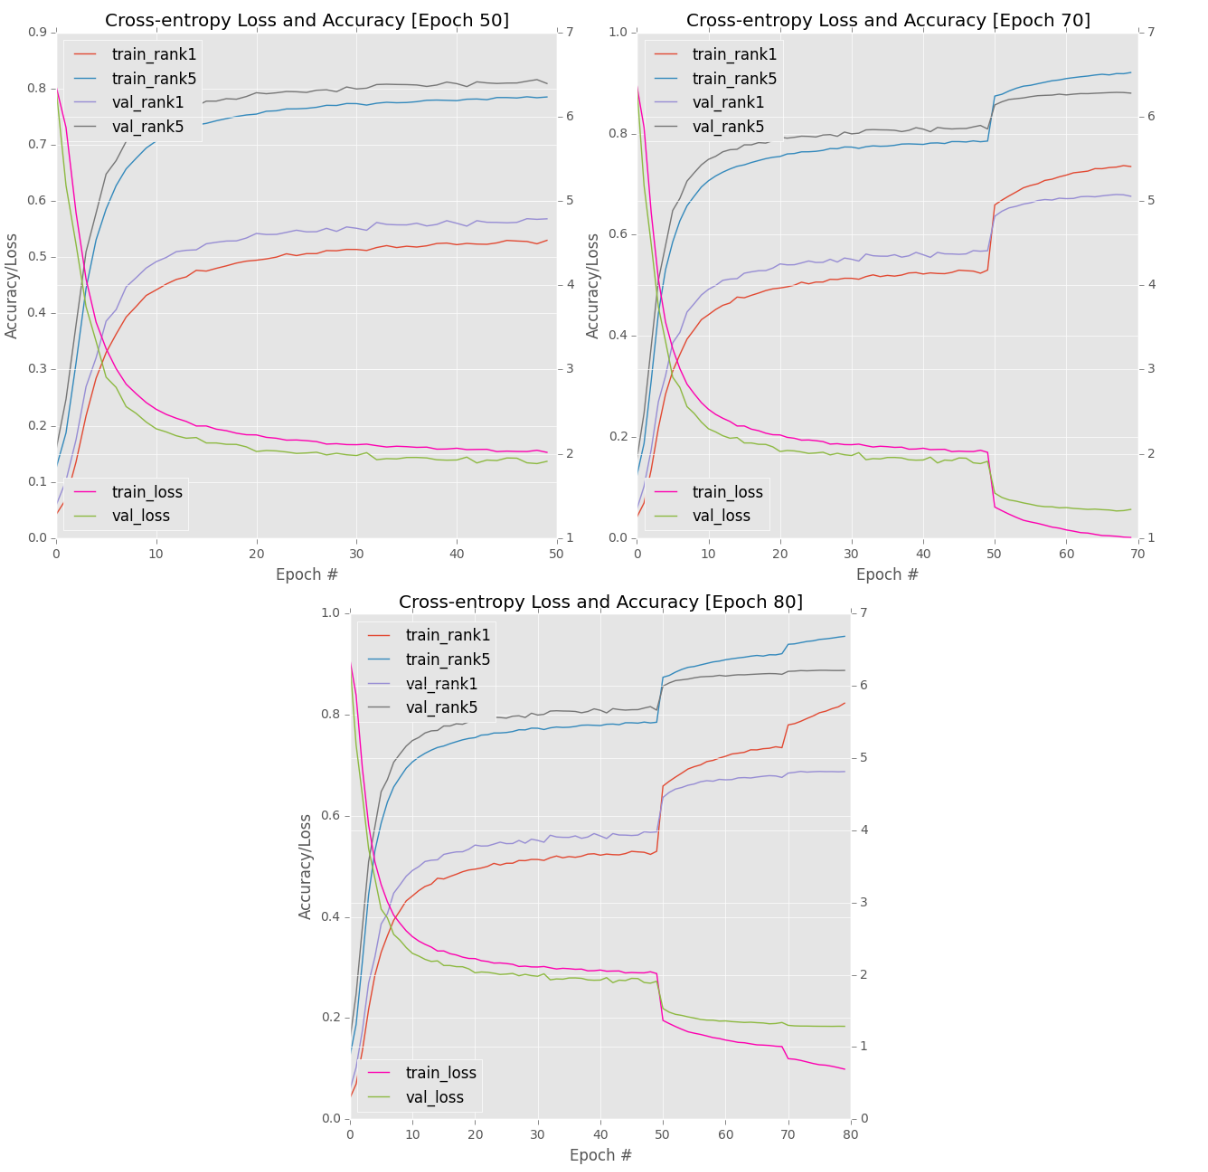 Cross-entropy Loss and Accuracy [Epoch 50]
train_rank1
train_rank5
val_rank1
val_rank5
train_loss
val_loss
0.9
0.8
0.7
0.6
0.5
0.4
0.3
0.2
0.1
0.0
7
6
5
4
3
2
1
0 10 20 30 40 50
Accuracy/Loss
Epoch #
Cross-entropy Loss and Accuracy [Epoch 70]
train_rank1
train_rank5
val_rank1
val_rank5
train_loss
val_loss
1.0
0.8
0.6
0.4
0.2
0.0
7
6
5
4
3
2
1
0 10 20 30 40 50 60 70
Accuracy/Loss
Epoch #
Cross-entropy Loss and Accuracy [Epoch 80]
train_rank1
train_rank5
val_rank1
val_rank5
train_loss
val_loss
1.0
0.8
0.6
0.4
0.2
0.0
7
6
5
4
3
2
1
0
0 10 20 30 40 50 60 70 80
Accuracy/Loss
Epoch #